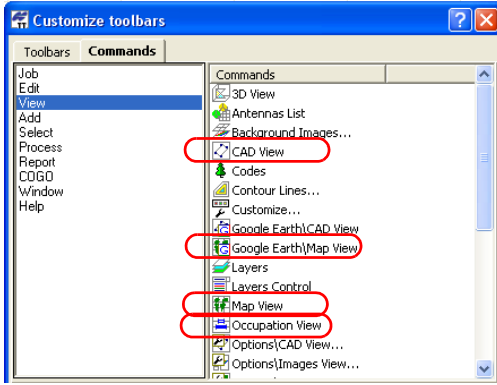 Customize toolbars
Toolbars Commands
Job
Edit
View
Add
Select
Process
Report
COGO
Window
Help
Commands
3D View
Antennas List
Background Images...
CAD View
Codes
Contour Lines...
Customize...
Google Earth\CAD View
Google Earth\Map View
Layers
Layers Control
Map View
Occupation View
Options\CAD View...
Options\Images View...